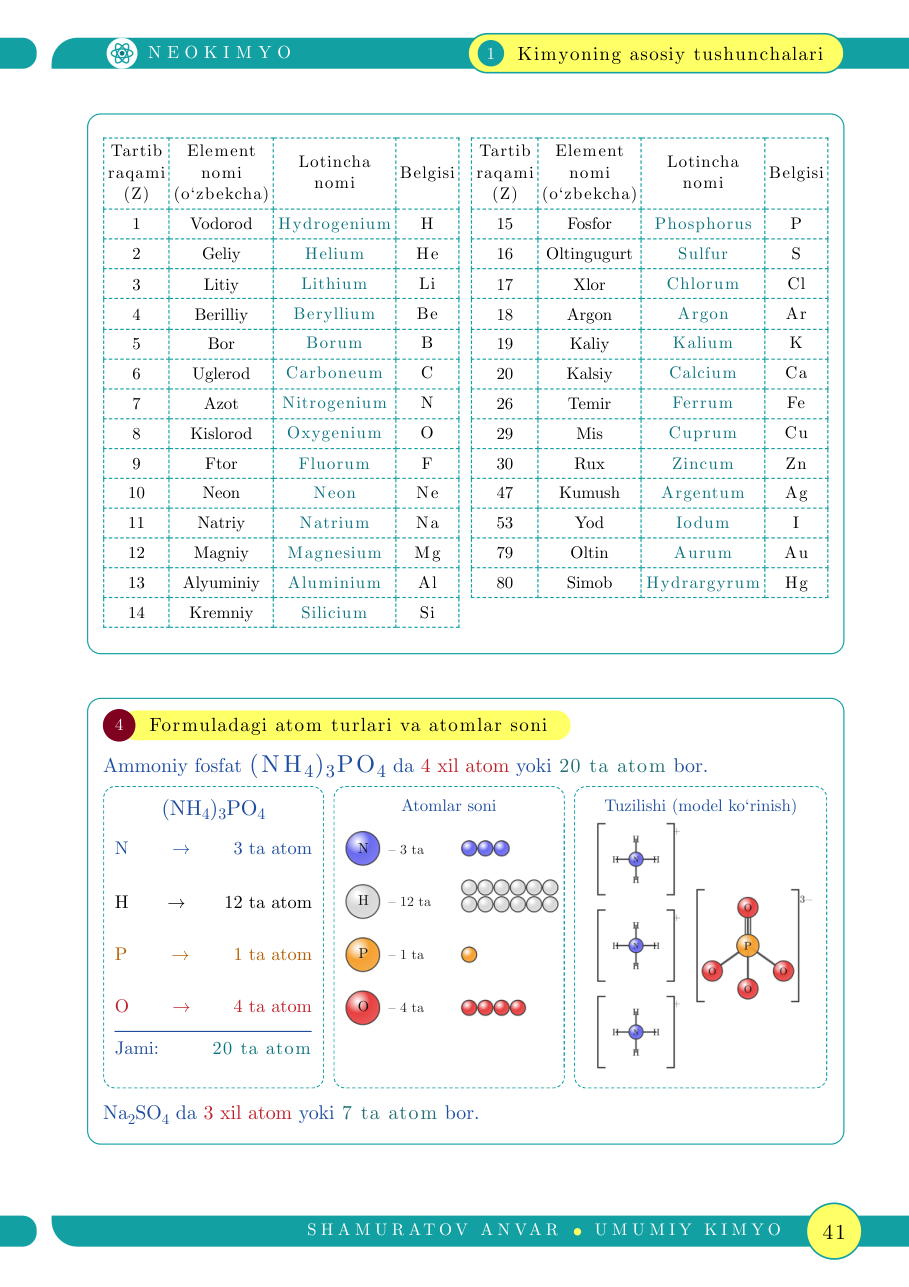 NEOKIMYO
1 Kimyoning asosiy tushunchalari
Tartib raqami (Z) Element nomi (o‘zbekcha) Lotincha nomi Belgisi
1 Vodorod Hydrogenium H
2 Geliy Helium He
3 Litiy Lithium Li
4 Berilliy Beryllium Be
5 Bor Borum B
6 Uglerod Carboneum C
7 Azot Nitrogenium N
8 Kislorod Oxygenium O
9 Ftor Fluorum F
10 Neon Neon Ne
11 Natriy Natrium Na
12 Magniy Magnesium Mg
13 Alyuminiy Aluminium Al
14 Kremniy Silicium Si
Tartib raqami (Z) Element nomi (o‘zbekcha) Lotincha nomi Belgisi
15 Fosfor Phosphorus P
16 Oltingugurt Sulfur S
17 Xlor Chlorum Cl
18 Argon Argon Ar
19 Kaliy Kalium K
20 Kalsiy Calcium Ca
26 Temir Ferrum Fe
29 Mis Cuprum Cu
30 Rux Zincum Zn
47 Kumush Argentum Ag
53 Yod Iodum I
79 Oltin Aurum Au
80 Simob Hydrargyrum Hg
4 Formuladagi atom turlari va atomlar soni
Ammoniy fosfat (NH₄)₃PO₄ da 4 xil atom yoki 20 ta atom bor.
(NH₄)₃PO₄
N → 3 ta atom
H → 12 ta atom
P → 1 ta atom
O → 4 ta atom
Jami: 20 ta atom
Atomlar soni
N – 3 ta
H – 12 ta
P – 1 ta
O – 4 ta
Tuzilishi (model ko‘rinish)
H
H N H
H
+
H
H N H
H
+
H
H N H
H
+
O
P
O O
O
3–
Na₂SO₄ da 3 xil atom yoki 7 ta atom bor.
SHAMURATOV ANVAR • UMUMIY KIMYO
41